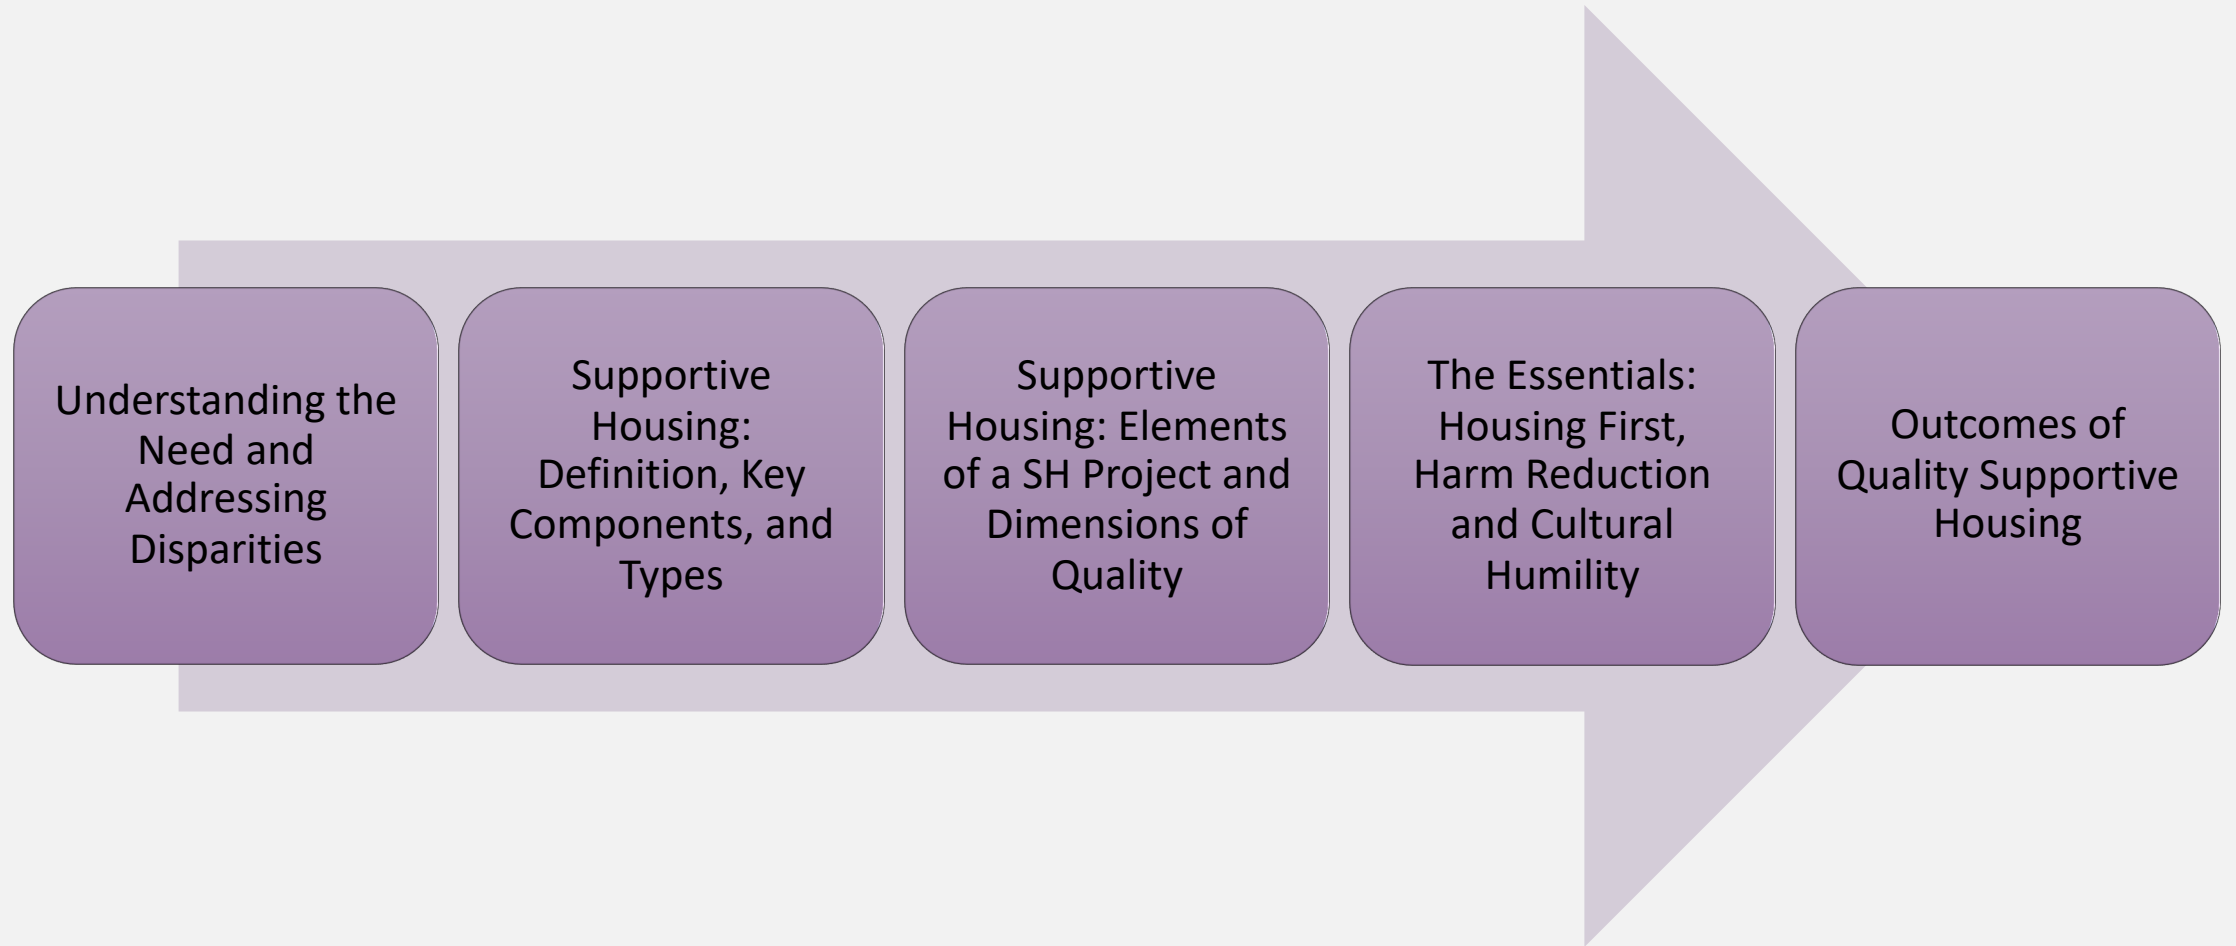 Understanding the
Need and
Addressing
Disparities
Supportive
Housing:
Definition, Key
Components, and
Types
Supportive
Housing: Elements
of a SH Project and
Dimensions of
Quality
The Essentials:
Housing First,
Harm Reduction
and Cultural
Humility
Outcomes of
Quality Supportive
Housing